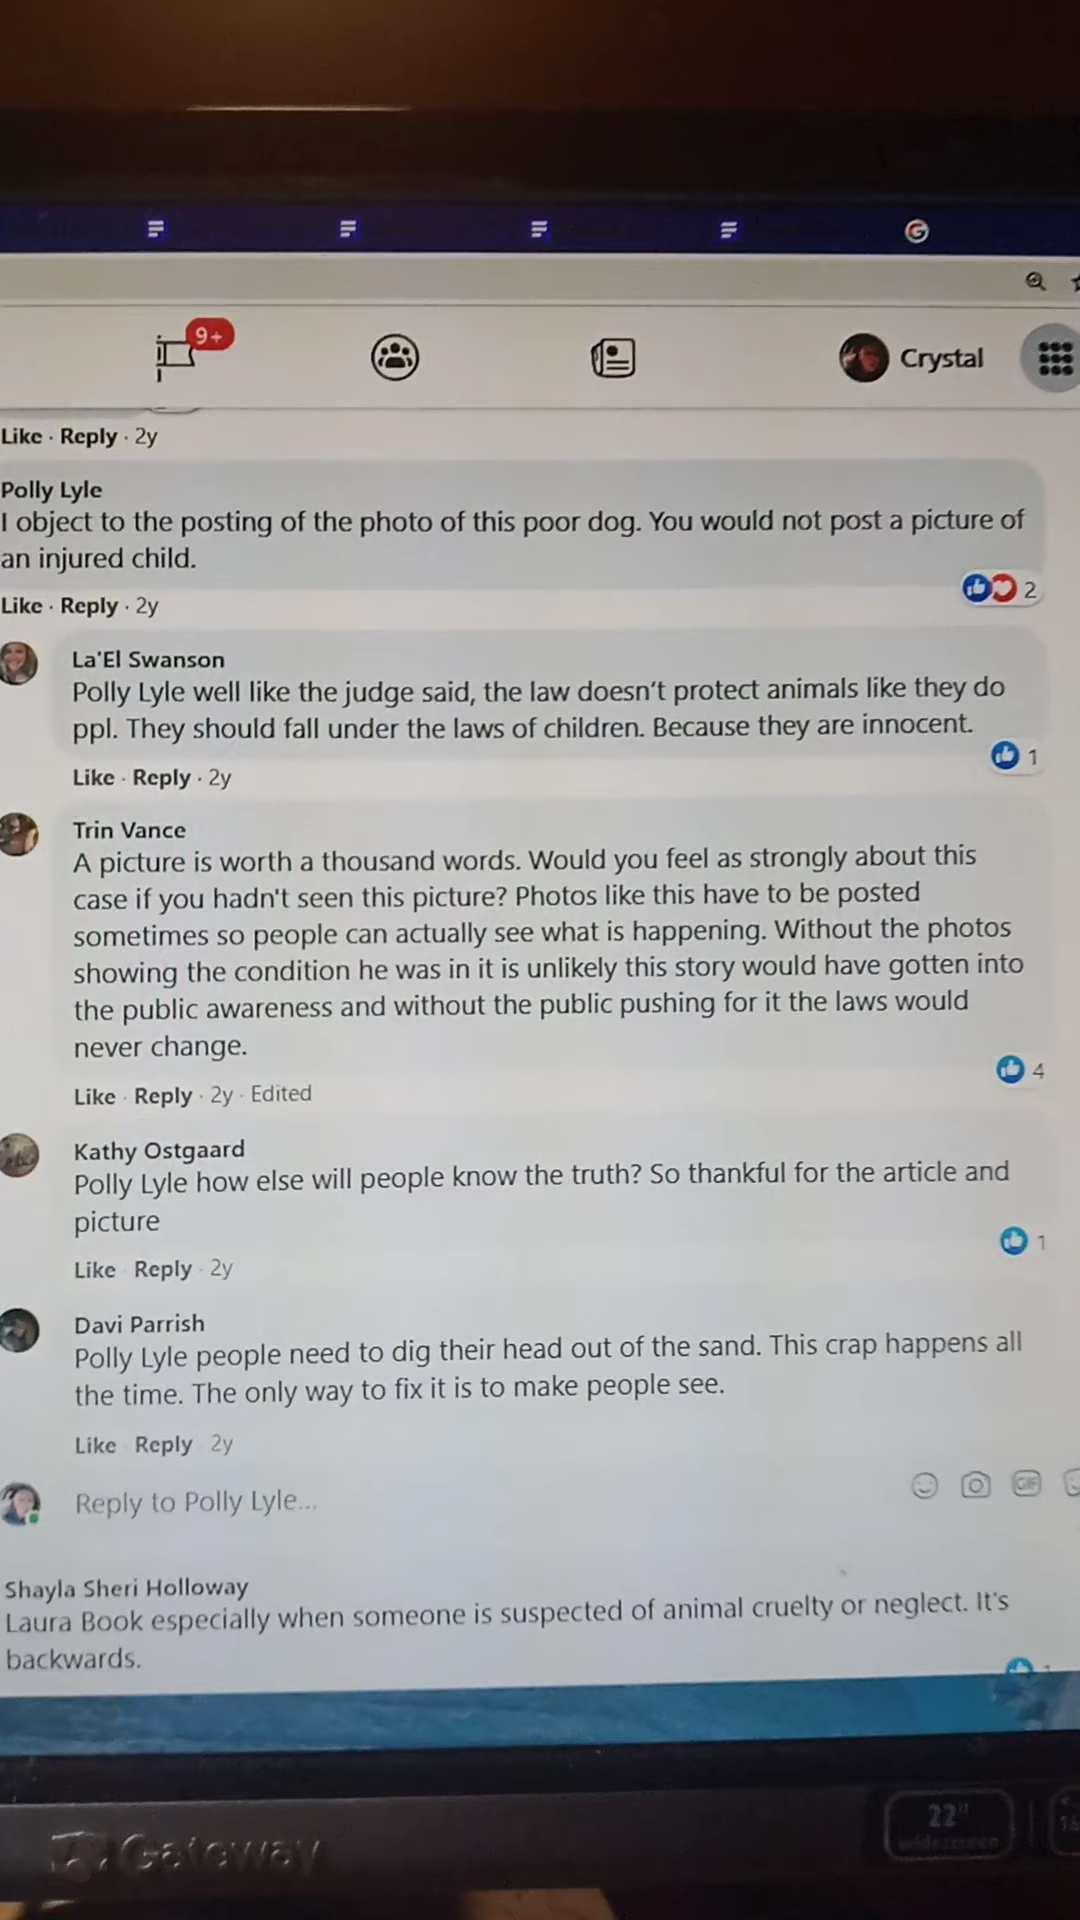 9+
Crystal
Like · Reply · 2y
Polly Lyle
I object to the posting of the photo of this poor dog. You would not post a picture of
an injured child.
2
Like · Reply · 2y
La'El Swanson
Polly Lyle well like the judge said, the law doesn't protect animals like they do
ppl. They should fall under the laws of children. Because they are innocent.
1
Like · Reply · 2y
Trin Vance
A picture is worth a thousand words. Would you feel as strongly about this
case if you hadn't seen this picture? Photos like this have to be posted
sometimes so people can actually see what is happening. Without the photos
showing the condition he was in it is unlikely this story would have gotten into
the public awareness and without the public pushing for it the laws would
never change.
4
Like · Reply · 2y · Edited
Kathy Ostgaard
Polly Lyle how else will people know the truth? So thankful for the article and
picture
1
Like Reply · 2y
Davi Parrish
Polly Lyle people need to dig their head out of the sand. This crap happens all
the time. The only way to fix it is to make people see.
Like Reply 2y
Reply to Polly Lyle...
GIF
Shayla Sheri Holloway
Laura Book especially when someone is suspected of animal cruelty or neglect. It's
backwards.
Gateway
22"
widescreen